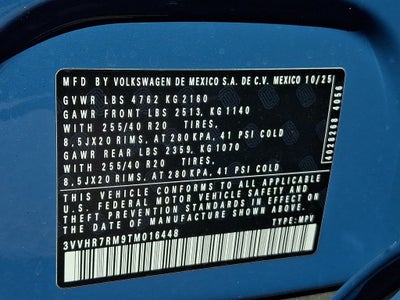 MFD. BY VOLKSWAGEN DE MEXICO S.A. DE C.V. MEXICO 10/25
GVWR LBS 4762 KG 2160
GAWR FRONT LBS 2513, KG 1140
WITH 255/40 R20 TIRES,
8.5JX20 RIMS, AT 280 KPA, 41 PSI COLD
GAWR REAR LBS 2359, KG 1070
WITH 255/40 R20 TIRES,
8.5JX20 RIMS, AT 280 KPA, 41 PSI COLD
THIS VEHICLE CONFORMS TO ALL APPLICABLE
U.S. FEDERAL MOTOR VEHICLE SAFETY AND
THEFT PREVENTION STANDARDS IN EFFECT ON
THE DATE OF MANUFACTURE SHOWN ABOVE.
3VVHR7RM9TM016448 TYPE: MPV
4028268 4056